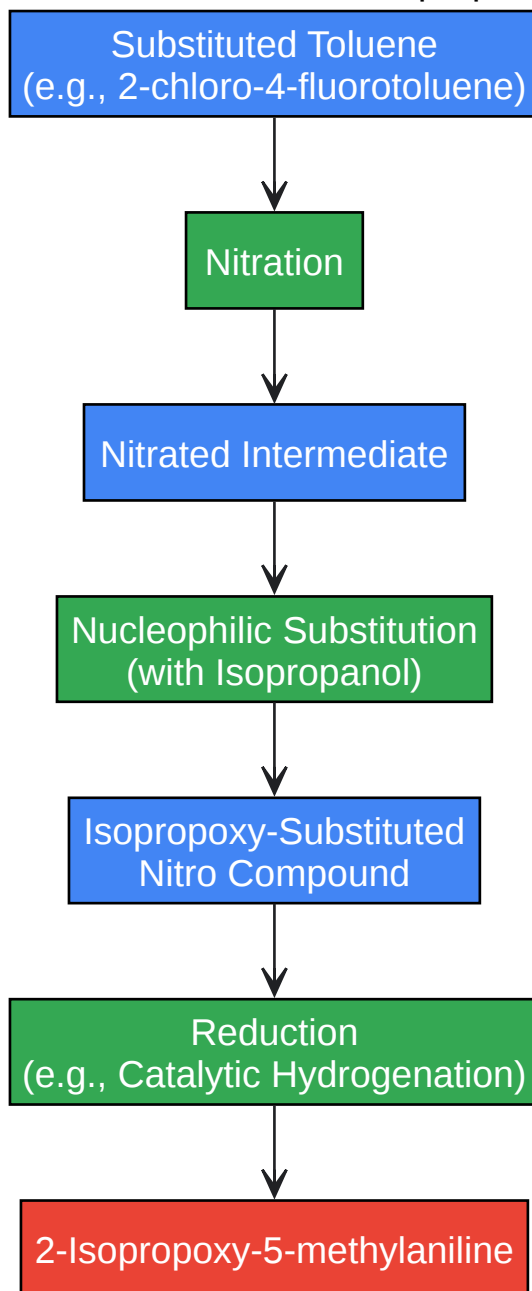 Substituted Toluene
(e.g., 2-chloro-4-fluorotoluene)
Nitration
Nitrated Intermediate
Nucleophilic Substitution
(with Isopropanol)
Isopropoxy-Substituted
Nitro Compound
Reduction
(e.g., Catalytic Hydrogenation)
2-Isopropoxy-5-methylaniline